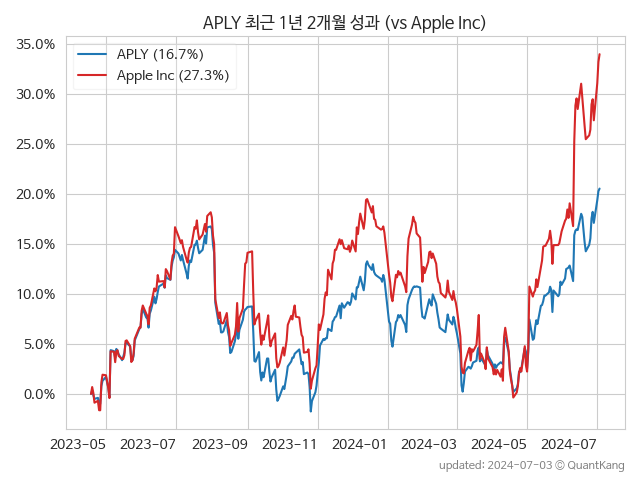 APLY 최근 1년 2개월 성과 (vs Apple Inc)
35.0%
30.0%
25.0%
20.0%
15.0%
10.0%
5.0%
0.0%
APLY (16.7%)
Apple Inc (27.3%)
2023-05 2023-07 2023-09 2023-11 2024-01 2024-03 2024-05 2024-07
updated: 2024-07-03 © QuantKang